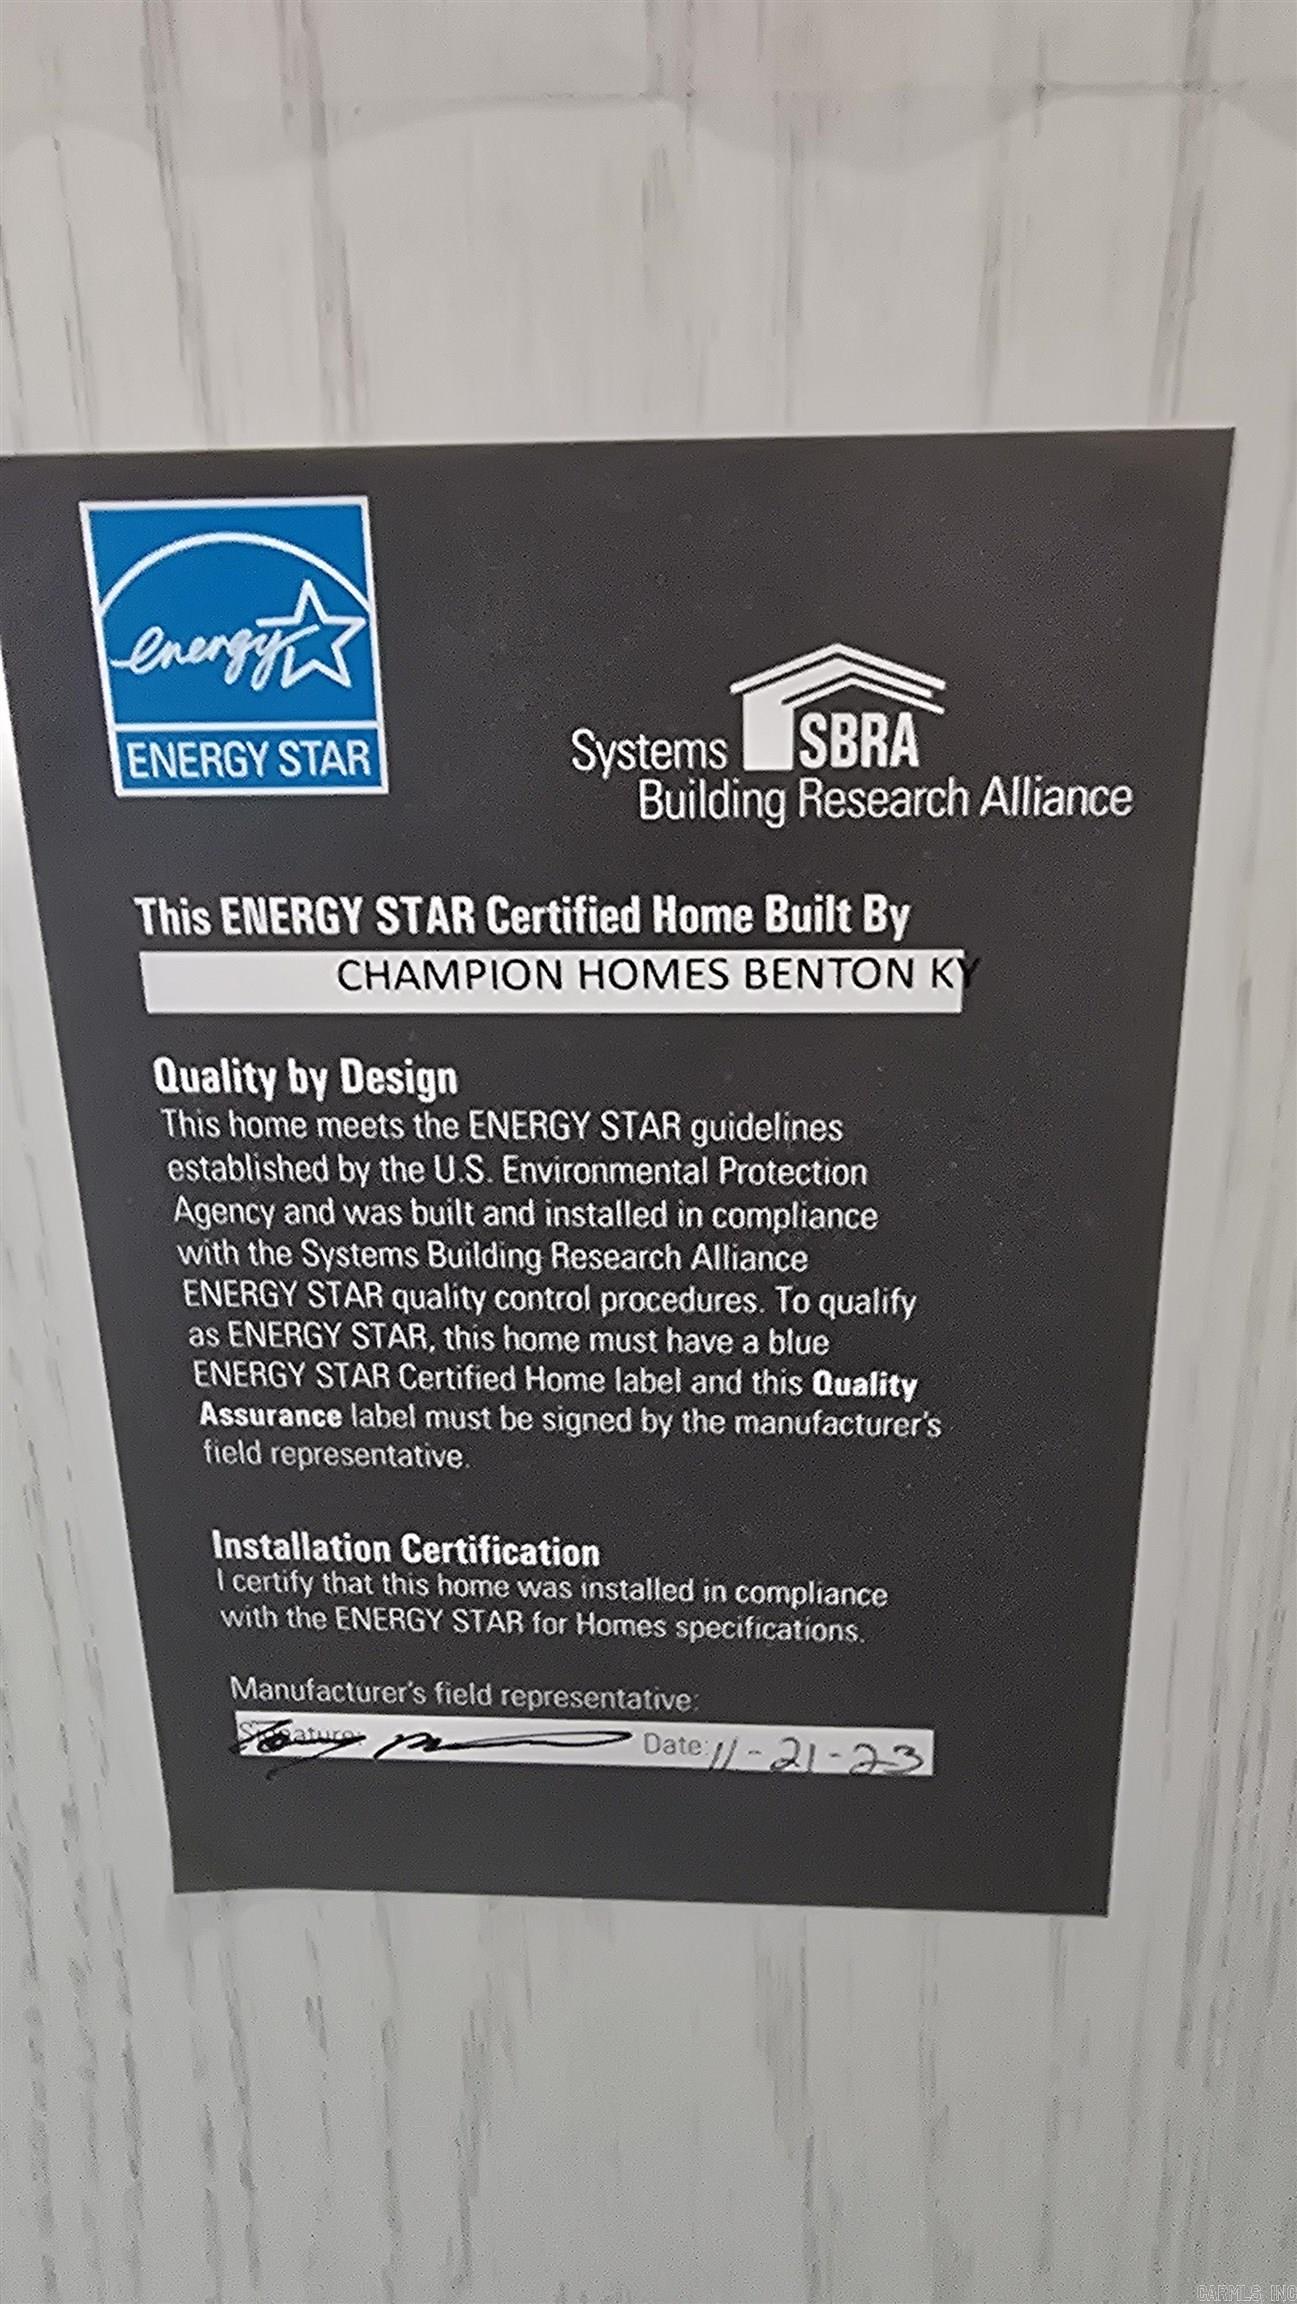 energy
ENERGY STAR
SBRA
Systems
Building Research Alliance
This ENERGY STAR Certified Home Built By
CHAMPION HOMES BENTON KY
Quality by Design
This home meets the ENERGY STAR guidelines
established by the U.S. Environmental Protection
Agency and was built and installed in compliance
with the Systems Building Research Alliance
ENERGY STAR quality control procedures. To qualify
as ENERGY STAR, this home must have a blue
ENERGY STAR Certified Home label and this Quality
Assurance label must be signed by the manufacturer's
field representative.
Installation Certification
I certify that this home was installed in compliance
with the ENERGY STAR for Homes specifications.
Manufacturer's field representative:
Signature: Date: 11-21-23
CARMLS, INC